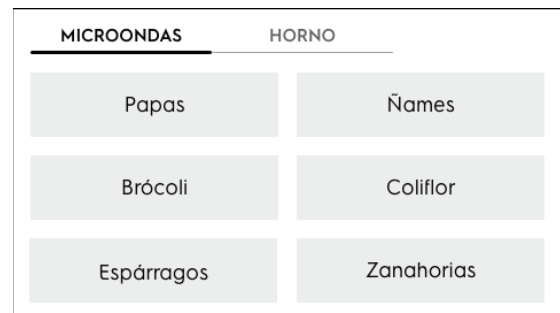 MICROONDAS HORNO
Papas Ñames
Brócoli Coliflor
Espárragos Zanahorias